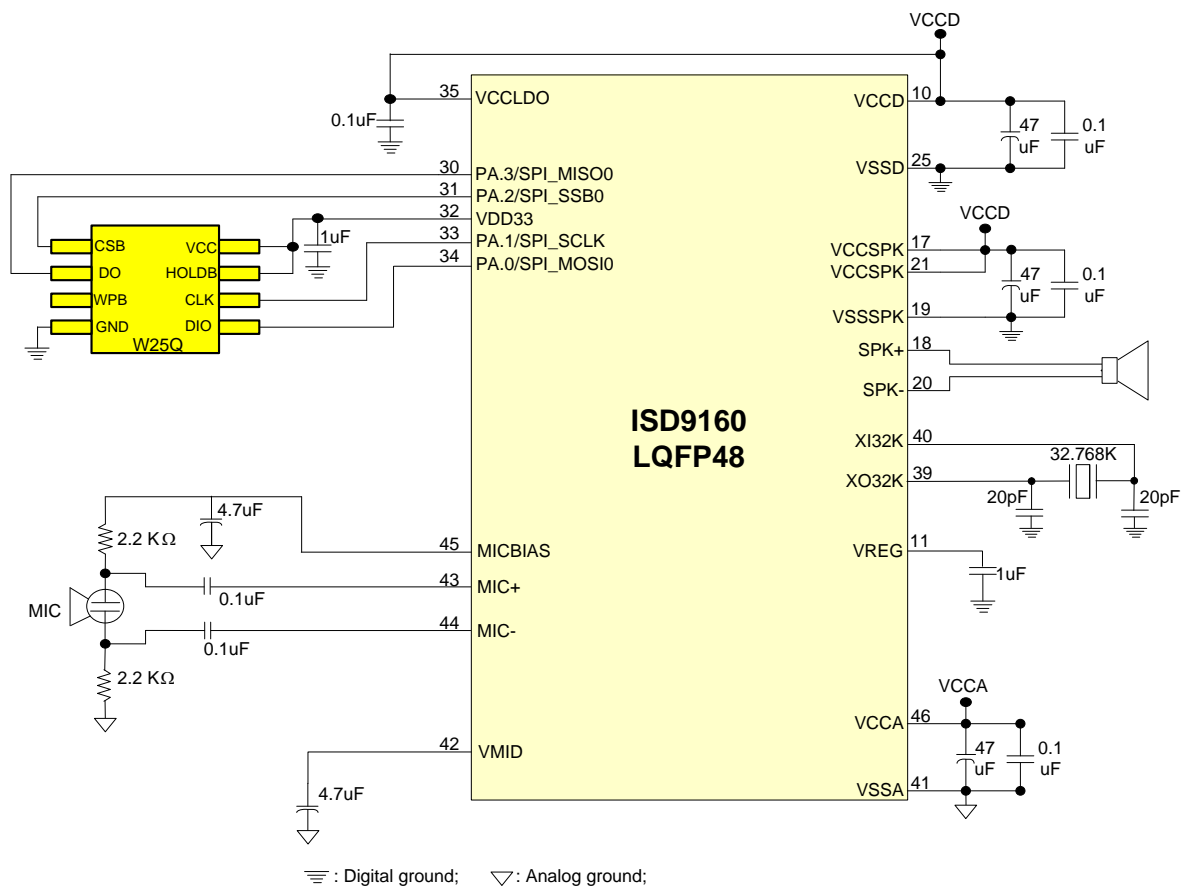 VCCD
35
VCCLDO
0.1uF
VCCD
10
47
uF
0.1
uF
VSSD
25
30
PA.3/SPI_MISO0
31
PA.2/SPI_SSB0
32
VDD33
33
PA.1/SPI_SCLK
34
PA.0/SPI_MOSI0
1uF
CSB
VCC
DO
HOLDB
WPB
CLK
GND
DIO
W25Q
VCCD
VCCSPK
17
VCCSPK
21
47
uF
0.1
uF
VSSSPK
19
SPK+
18
SPK-
20
ISD9160
LQFP48
XI32K
40
32.768K
XO32K
39
20pF
20pF
VREG
11
1uF
4.7uF
2.2 KΩ
45
MICBIAS
43
MIC+
0.1uF
MIC
44
MIC-
0.1uF
2.2 KΩ
VCCA
VCCA
46
47
uF
0.1
uF
VSSA
41
42
VMID
4.7uF
: Digital ground;
: Analog ground;